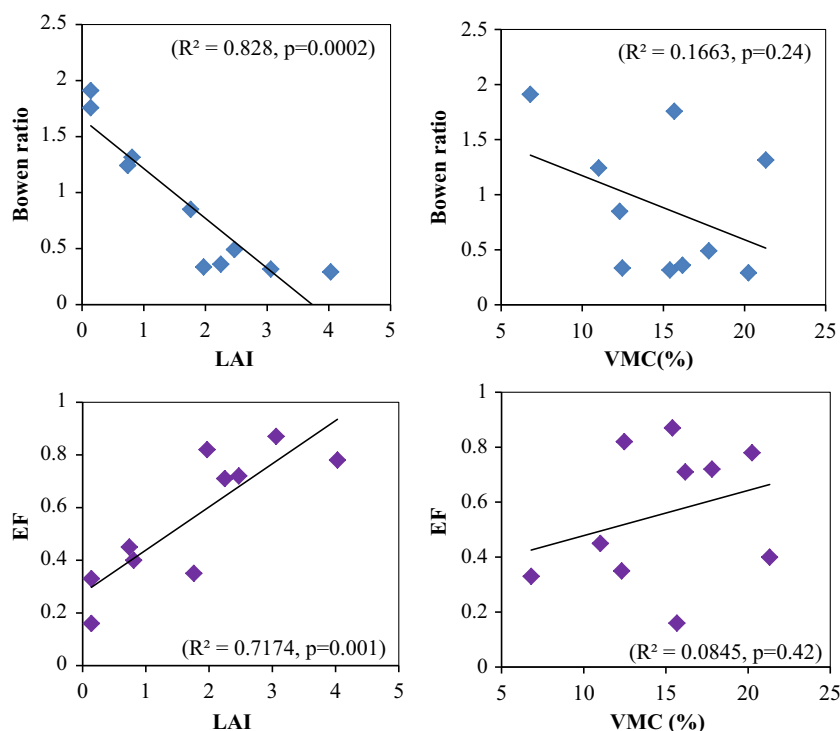 2.5
2
1.5
1
0.5
0
Bowen ratio
(R² = 0.828, p=0.0002)
0 1 2 3 4 5
LAI
2.5
2
1.5
1
0.5
0
Bowen ratio
(R² = 0.1663, p=0.24)
5 10 15 20 25
VMC(%)
1
0.8
0.6
0.4
0.2
0
EF
(R² = 0.7174, p=0.001)
0 1 2 3 4 5
LAI
1
0.8
0.6
0.4
0.2
0
EF
(R² = 0.0845, p=0.42)
5 10 15 20 25
VMC (%)